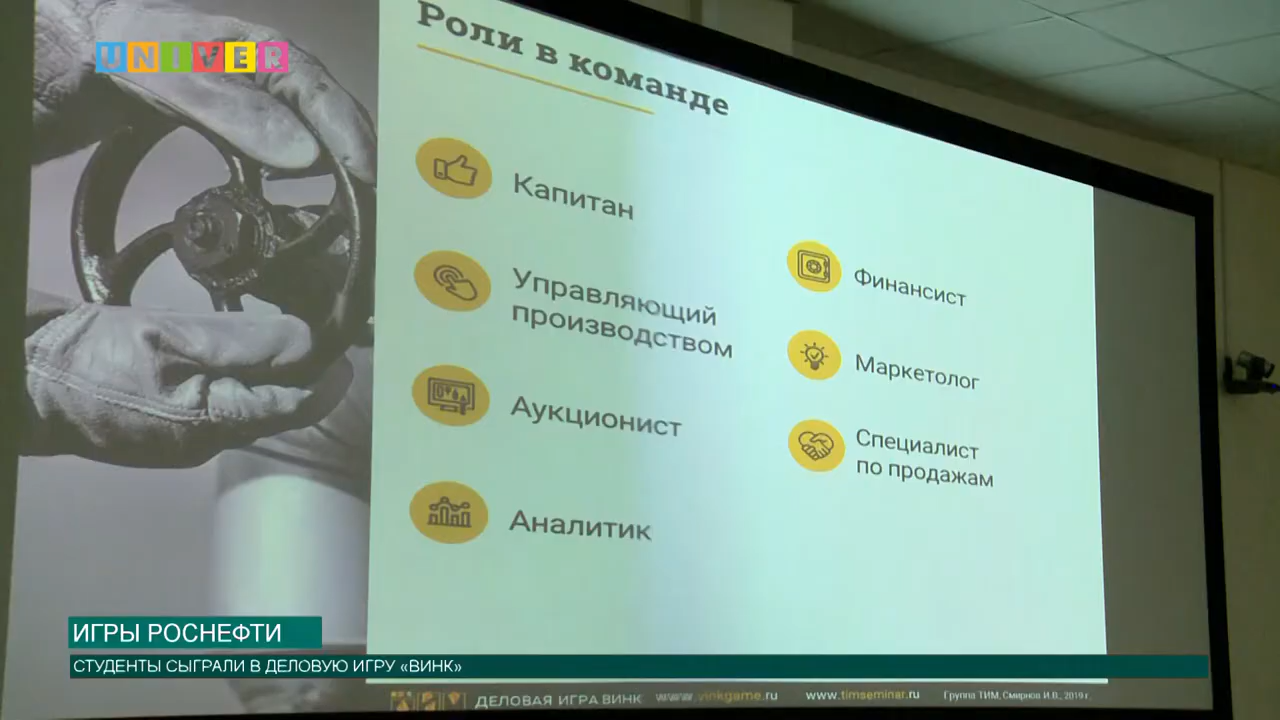 UNIVER
Роли в команде
Капитан
Управляющий
производством
Аукционист
Аналитик
Финансист
Маркетолог
Специалист
по продажам
ИГРЫ РОСНЕФТИ
СТУДЕНТЫ СЫГРАЛИ В ДЕЛОВУЮ ИГРУ «ВИНК»
ДЕЛОВАЯ ИГРА ВИНК www.vinkgame.ru www.timseminar.ru Группа ТИМ, Смирнов И.В., 2019 г.